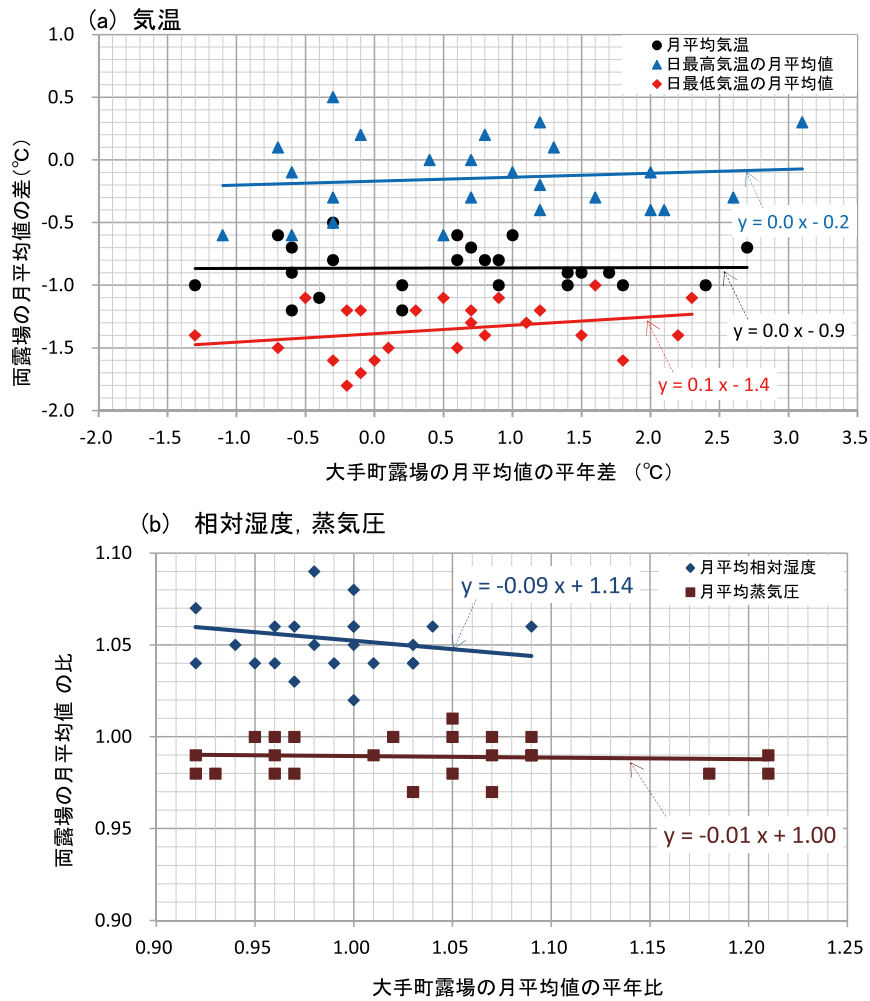 (a) 気温
1.0
0.5
0.0
-0.5
-1.0
-1.5
-2.0
両露場の月平均値の差(℃)
月平均気温
日最高気温の月平均値
日最低気温の月平均値
y = 0.0 x - 0.2
y = 0.0 x - 0.9
y = 0.1 x - 1.4
-2.0 -1.5 -1.0 -0.5 0.0 0.5 1.0 1.5 2.0 2.5 3.0 3.5
大手町露場の月平均値の平年差 (℃)
(b) 相対湿度, 蒸気圧
1.10
1.05
1.00
0.95
0.90
両露場の月平均値 の比
月平均相対湿度
月平均蒸気圧
y = -0.09 x + 1.14
y = -0.01 x + 1.00
0.90 0.95 1.00 1.05 1.10 1.15 1.20 1.25
大手町露場の月平均値の平年比